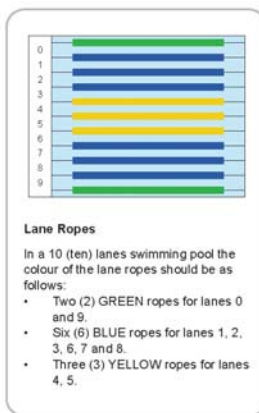 0
1
2
3
4
5
6
7
8
9
Lane Ropes
In a 10 (ten) lanes swimming pool the
colour of the lane ropes should be as
follows:
• Two (2) GREEN ropes for lanes 0
and 9.
• Six (6) BLUE ropes for lanes 1, 2,
3, 6, 7 and 8.
• Three (3) YELLOW ropes for lanes
4, 5.